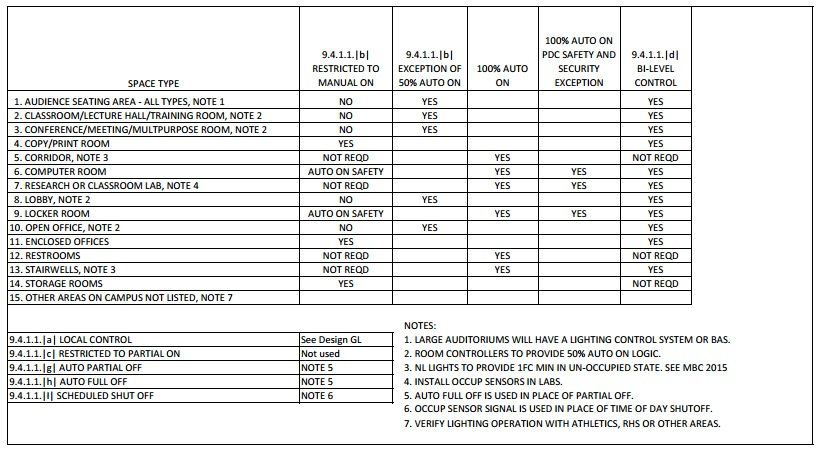 SPACE TYPE 9.4.1.1.|b| RESTRICTED TO MANUAL ON 9.4.1.1.|b| EXCEPTION OF 50% AUTO ON 100% AUTO ON 100% AUTO ON PDC SAFETY AND SECURITY EXCEPTION 9.4.1.1.|d| BI-LEVEL CONTROL
1. AUDIENCE SEATING AREA - ALL TYPES, NOTE 1 NO YES YES
2. CLASSROOM/LECTURE HALL/TRAINING ROOM, NOTE 2 NO YES YES
3. CONFERENCE/MEETING/MULTPURPOSE ROOM, NOTE 2 NO YES YES
4. COPY/PRINT ROOM YES YES
5. CORRIDOR, NOTE 3 NOT REQD YES NOT REQD
6. COMPUTER ROOM AUTO ON SAFETY YES YES YES
7. RESEARCH OR CLASSROOM LAB, NOTE 4 NOT REQD YES YES YES
8. LOBBY, NOTE 2 NO YES YES
9. LOCKER ROOM AUTO ON SAFETY YES YES YES
10. OPEN OFFICE, NOTE 2 NO YES YES
11. ENCLOSED OFFICES YES YES
12. RESTROOMS NOT REQD YES NOT REQD
13. STAIRWELLS, NOTE 3 NOT REQD YES YES
14. STORAGE ROOMS YES NOT REQD
15. OTHER AREAS ON CAMPUS NOT LISTED, NOTE 7
9.4.1.1.|a| LOCAL CONTROL See Design GL
9.4.1.1.|c| RESTRICTED TO PARTIAL ON Not used
9.4.1.1.|g| AUTO PARTIAL OFF NOTE 5
9.4.1.1.|h| AUTO FULL OFF NOTE 5
9.4.1.1.|I| SCHEDULED SHUT OFF NOTE 6
NOTES:
1. LARGE AUDITORIUMS WILL HAVE A LIGHTING CONTROL SYSTEM OR BAS.
2. ROOM CONTROLLERS TO PROVIDE 50% AUTO ON LOGIC.
3. NL LIGHTS TO PROVIDE 1FC MIN IN UN-OCCUPIED STATE. SEE MBC 2015
4. INSTALL OCCUP SENSORS IN LABS.
5. AUTO FULL OFF IS USED IN PLACE OF PARTIAL OFF.
6. OCCUP SENSOR SIGNAL IS USED IN PLACE OF TIME OF DAY SHUTOFF.
7. VERIFY LIGHTING OPERATION WITH ATHLETICS, RHS OR OTHER AREAS.